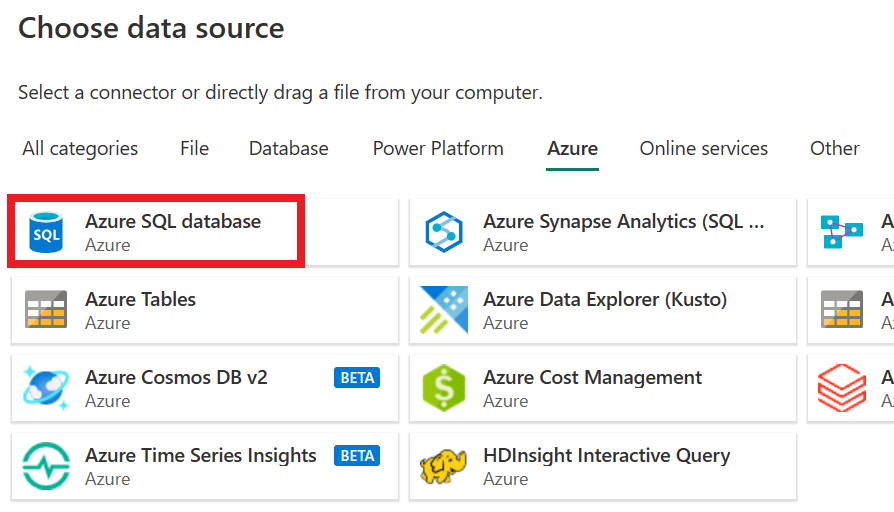 Choose data source
Select a connector or directly drag a file from your computer.
All categories File Database Power Platform Azure Online services Other
SQL
Azure SQL database
Azure
Azure Synapse Analytics (SQL ...
Azure
Azure Tables
Azure
Azure Data Explorer (Kusto)
Azure
Azure Cosmos DB v2
BETA
Azure
Azure Cost Management
Azure
Azure Time Series Insights
BETA
Azure
HDInsight Interactive Query
Azure